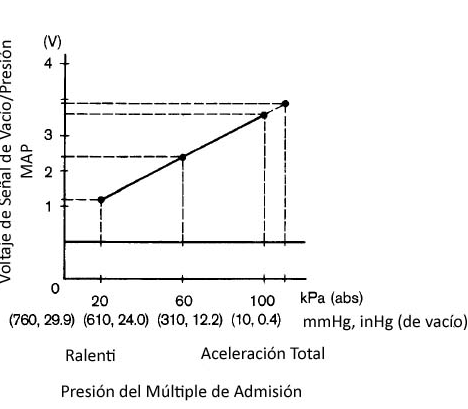 (V)
4
3
2
1
0
Voltaje de Señal de Vacío/Presión
MAP
20 60 100 kPa (abs)
(760, 29.9) (610, 24.0) (310, 12.2) (10, 0.4) mmHg, inHg (de vacío)
Ralentí Aceleración Total
Presión del Múltiple de Admisión